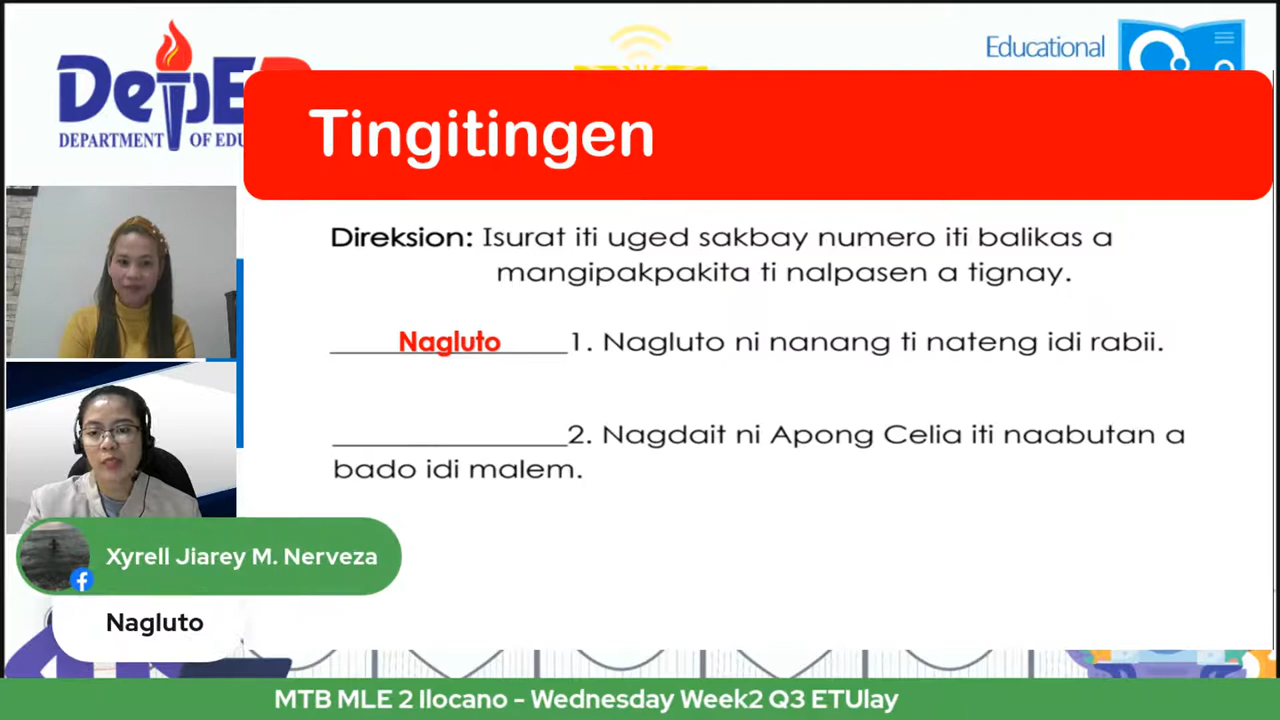 DepED
DEPARTMENT OF EDU
Educational
Tingitingen
Direksion: Isurat iti uged sakbay numero iti balikas a
mangipakpakita ti nalpasen a tignay.
Nagluto 1. Nagluto ni nanang ti nateng idi rabii.
2. Nagdait ni Apong Celia iti naabutan a
bado idi malem.
Xyrell Jiarey M. Nerveza
Nagluto
MTB MLE 2 Ilocano - Wednesday Week2 Q3 ETUlay